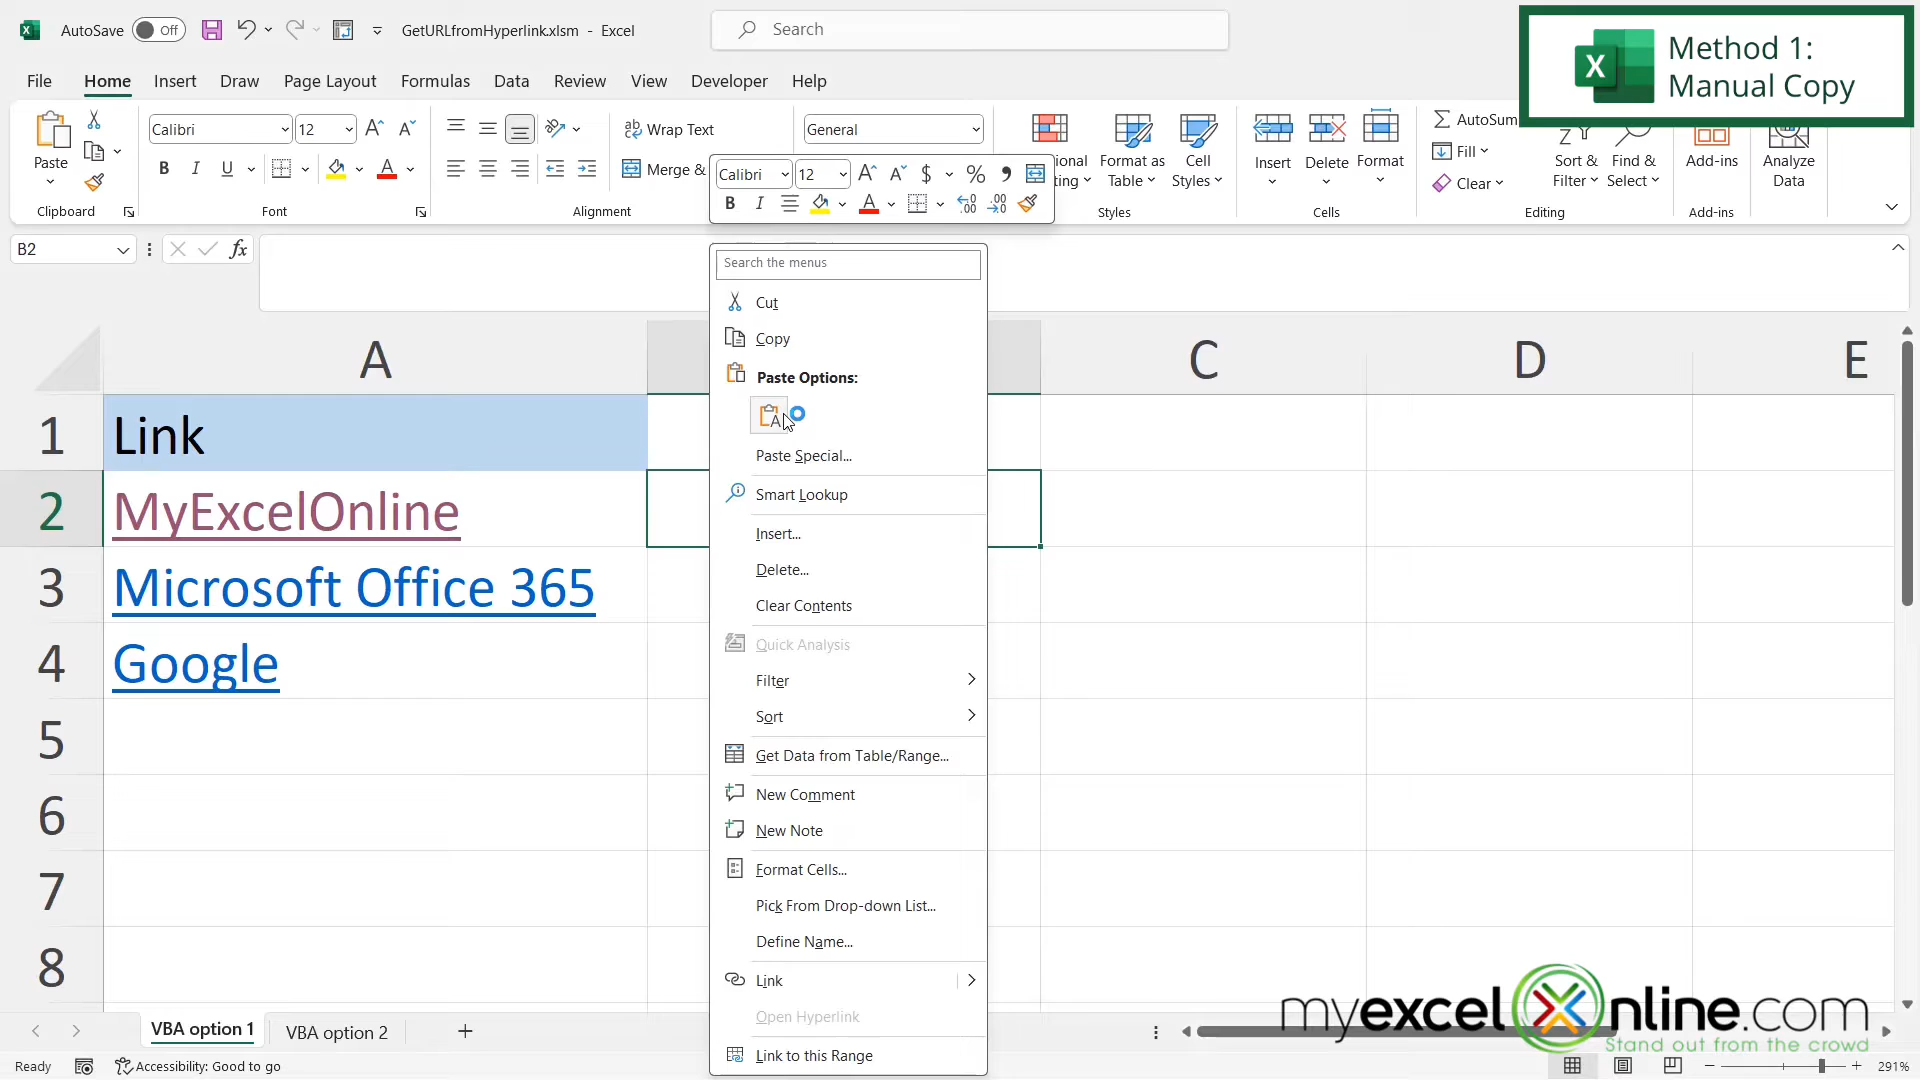 AutoSave Off GetURLfromHyperlink.xlsm - Excel Search
Method 1:
Manual Copy
File Home Insert Draw Page Layout Formulas Data Review View Developer Help
Paste
Clipboard
Calibri 12
B I U
Font
Wrap Text
Merge &
Alignment
General
Calibri 12 $ %
B I
Format as Table
Cell Styles
Styles
Insert
Delete
Format
Cells
AutoSum
Fill
Clear
Sort & Filter
Find & Select
Editing
Add-ins
Add-ins
Analyze Data
B2 fx
Search the menus
Cut
Copy
Paste Options:
Paste Special...
Smart Lookup
Insert...
Delete...
Clear Contents
Quick Analysis
Filter
Sort
Get Data from Table/Range...
New Comment
New Note
Format Cells...
Pick From Drop-down List...
Define Name...
Link
Open Hyperlink
Link to this Range
A C D E
1 Link
2 MyExcelOnline
3 Microsoft Office 365
4 Google
5
6
7
8
myexcelonline.com
Stand out from the crowd
VBA option 1 VBA option 2
Ready Accessibility: Good to go 291%